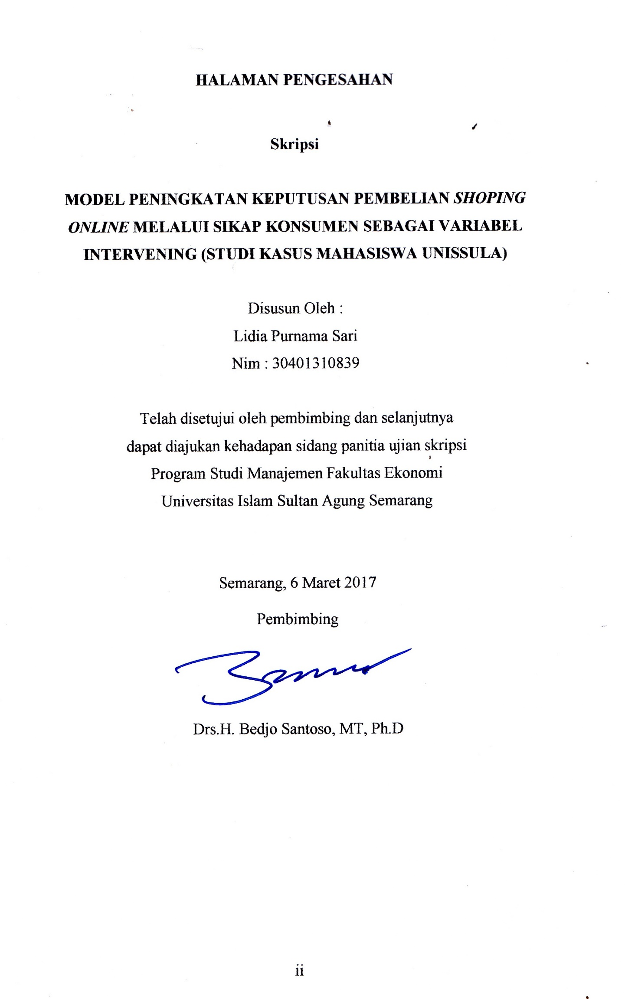 HALAMAN PENGESAHAN
Skripsi
MODEL PENINGKATAN KEPUTUSAN PEMBELIAN SHOPING
ONLINE MELALUI SIKAP KONSUMEN SEBAGAI VARIABEL
INTERVENING (STUDI KASUS MAHASISWA UNISSULA)
Disusun Oleh :
Lidia Purnama Sari
Nim : 30401310839
Telah disetujui oleh pembimbing dan selanjutnya
dapat diajukan kehadapan sidang panitia ujian skripsi
Program Studi Manajemen Fakultas Ekonomi
Universitas Islam Sultan Agung Semarang
Semarang, 6 Maret 2017
Pembimbing
Drs.H. Bedjo Santoso, MT, Ph.D
ii